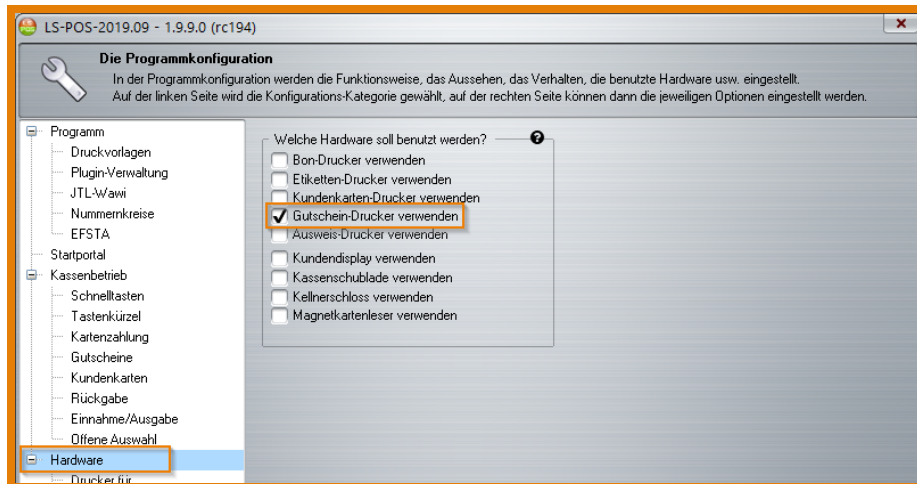 LS-POS-2019.09 - 1.9.9.0 (rc194)
Die Programmkonfiguration
In der Programmkonfiguration werden die Funktionsweise, das Aussehen, das Verhalten, die benutzte Hardware usw. eingestellt.
Auf der linken Seite wird die Konfigurations-Kategorie gewählt, auf der rechten Seite können dann die jeweiligen Optionen eingestellt werden.
Programm
Druckvorlagen
Plugin-Verwaltung
JTL-Wawi
Nummernkreise
EFSTA
Startportal
Kassenbetrieb
Schnelltasten
Tastenkürzel
Kartenzahlung
Gutscheine
Kundenkarten
Rückgabe
Einnahme/Ausgabe
Offene Auswahl
Hardware
Drucker für
Welche Hardware soll benutzt werden?
Bon-Drucker verwenden
Etiketten-Drucker verwenden
Kundenkarten-Drucker verwenden
Gutschein-Drucker verwenden
Ausweis-Drucker verwenden
Kundendisplay verwenden
Kassenschublade verwenden
Kellnerschloss verwenden
Magnetkartenleser verwenden